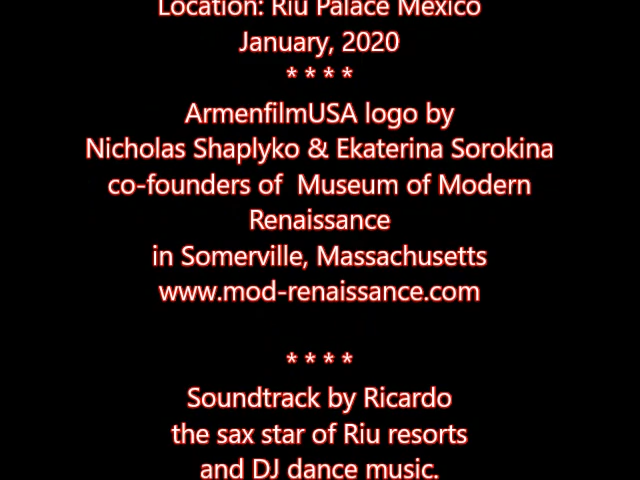 Location: Riu Palace Mexico
January, 2020
* * * *
ArmenfilmUSA logo by
Nicholas Shaplyko & Ekaterina Sorokina
co-founders of  Museum of Modern
Renaissance
in Somerville, Massachusetts
www.mod-renaissance.com
* * * *
Soundtrack by Ricardo
the sax star of Riu resorts
and DJ dance music.